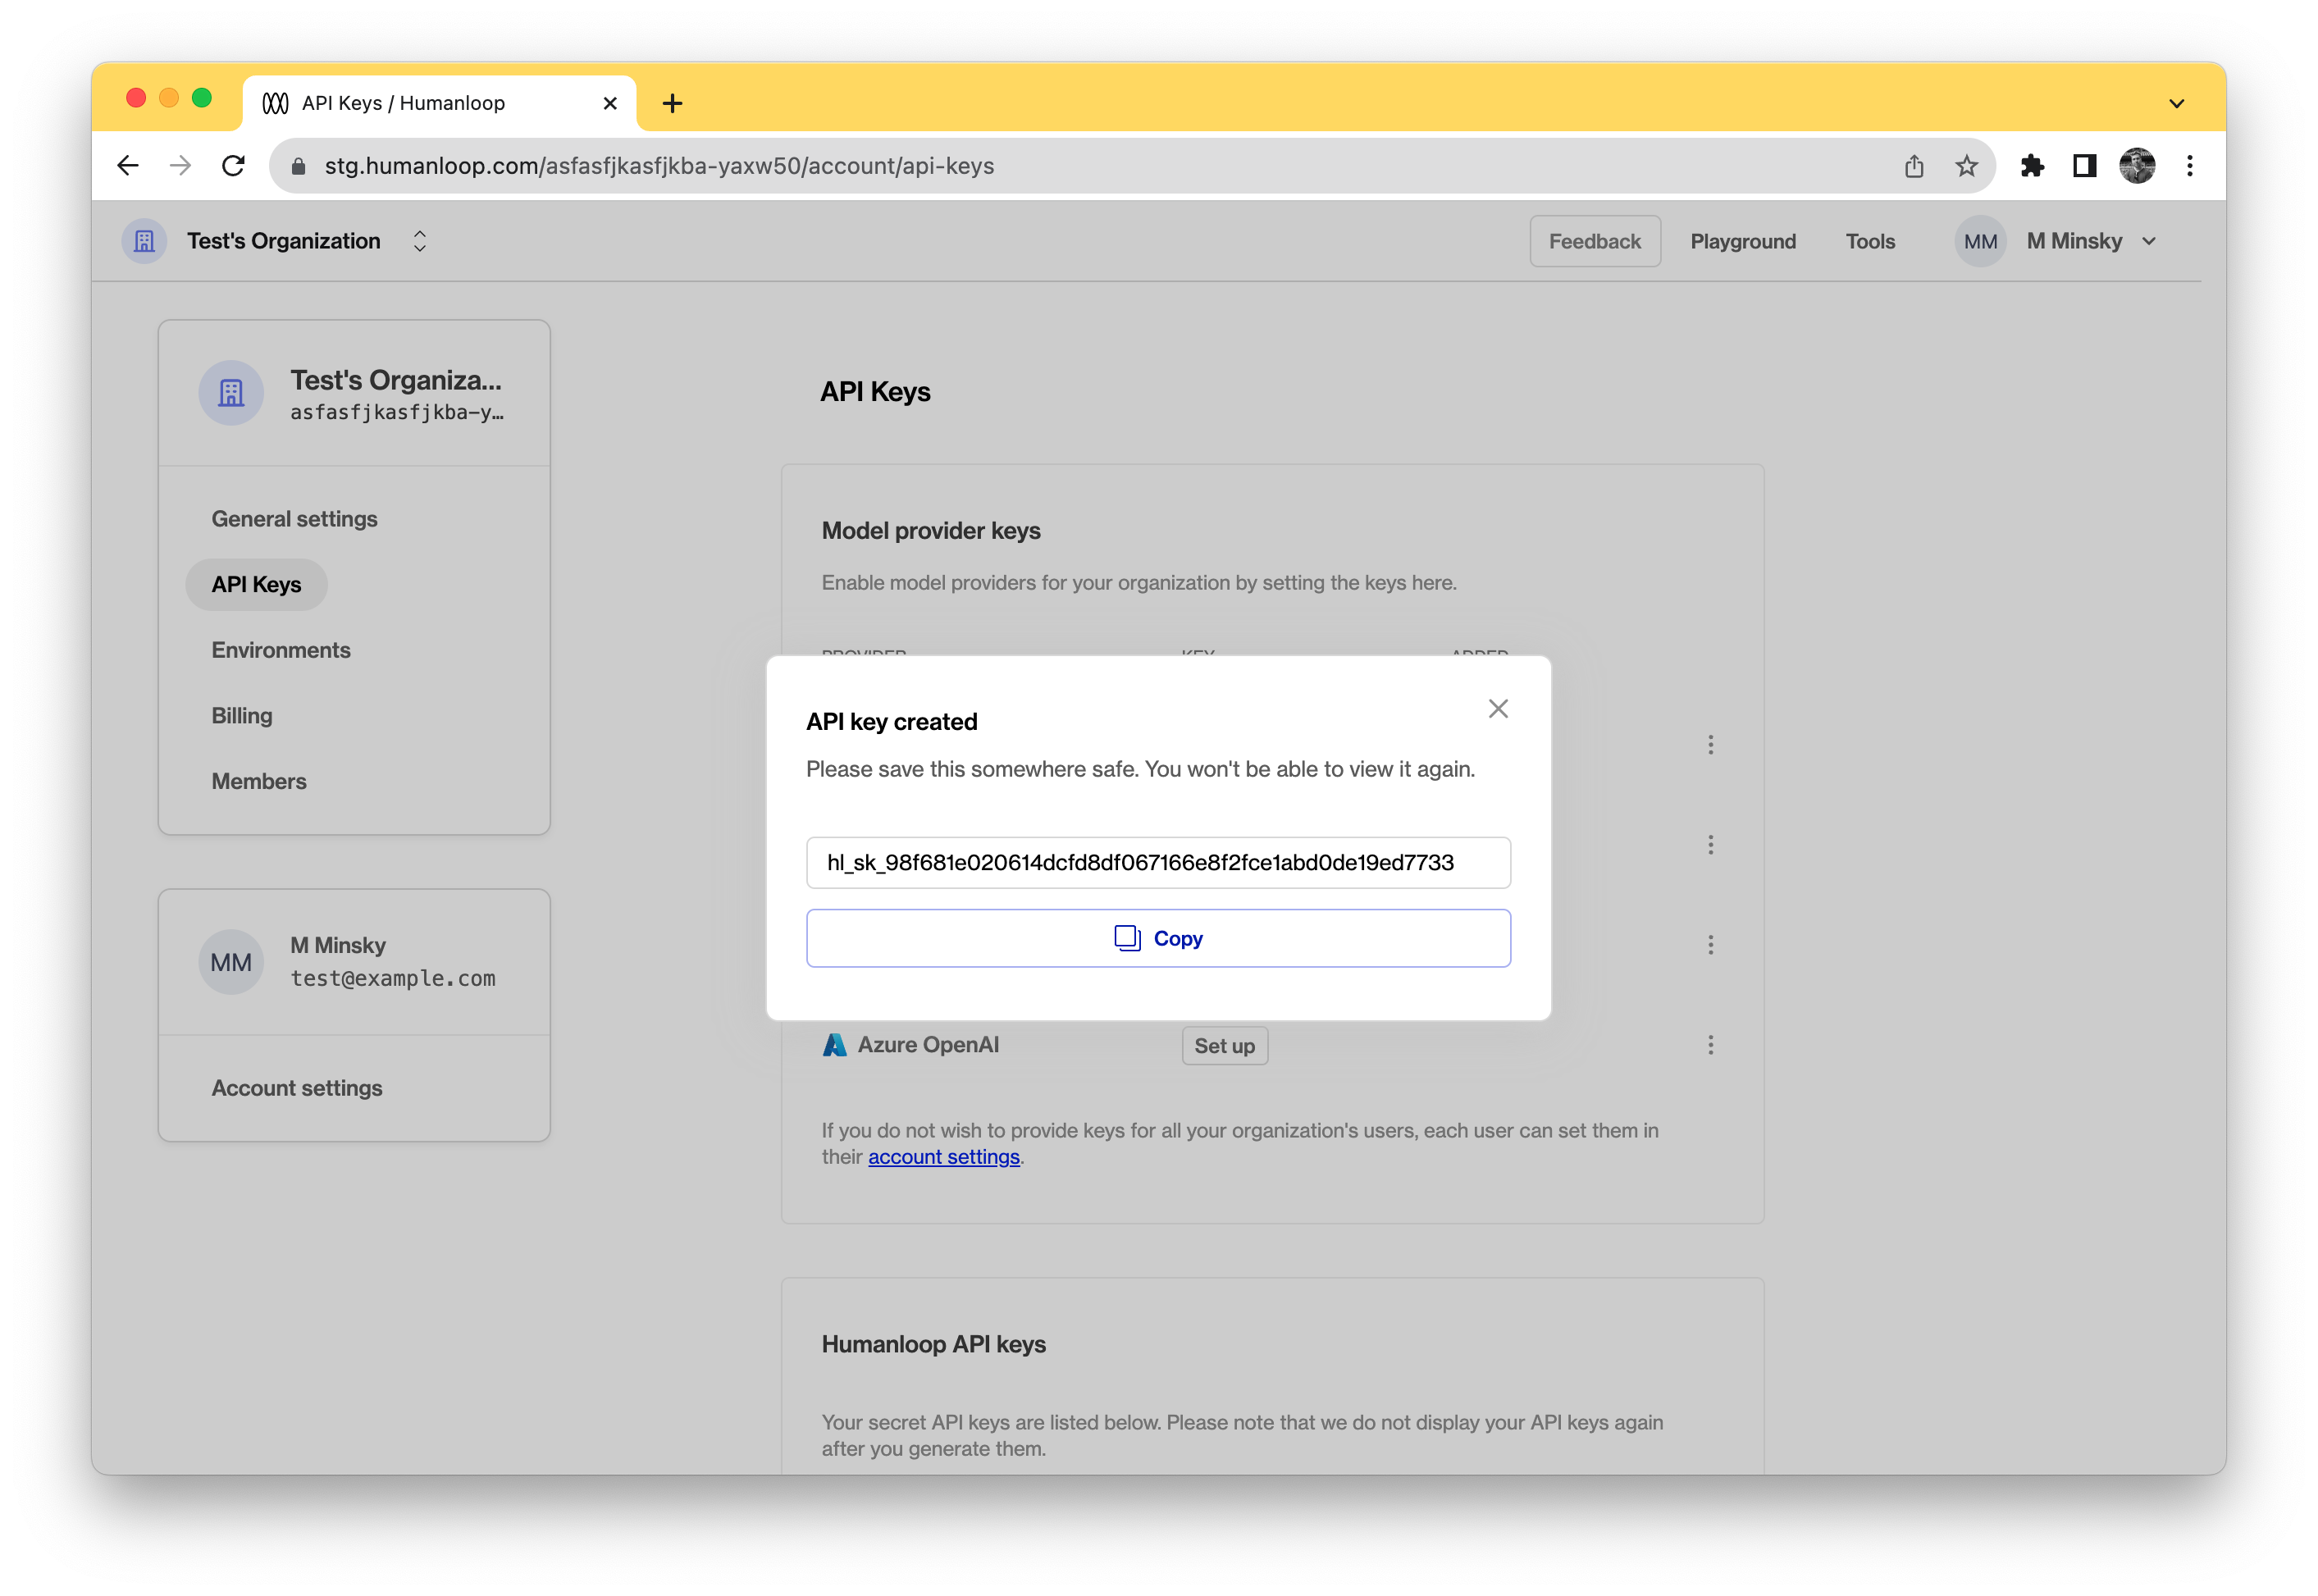 API Keys / Humanloop
stg.humanloop.com/asfasfjkasfjkba-yaxw50/account/api-keys
Test's Organization
Feedback
Playground
Tools
MM
M Minsky
Test's Organiza...
asfasfjkasfjkba-y…
General settings
API Keys
Environments
Billing
Members
MM
M Minsky
test@example.com
Account settings
API Keys
Model provider keys
Enable model providers for your organization by setting the keys here.
PROVIDER
KEY
ADDED
API key created
Please save this somewhere safe. You won't be able to view it again.
hl_sk_98f681e020614dcfd8df067166e8f2fce1abd0de19ed7733
Copy
Azure OpenAI
Set up
If you do not wish to provide keys for all your organization's users, each user can set them in
their account settings.
Humanloop API keys
Your secret API keys are listed below. Please note that we do not display your API keys again
after you generate them.